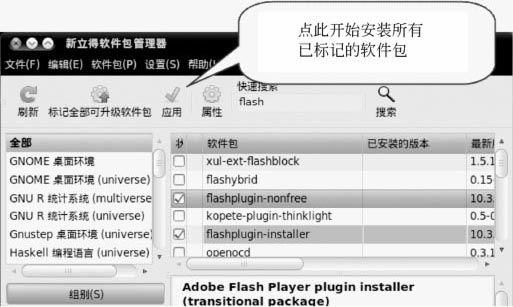 点此开始安装所有
已标记的软件包
新立得软件包管理器
文件(F) 编辑(E) 软件包(P) 设置(S) 帮助(
快速搜索
flash
刷新 标记全部可升级软件包 应用 属性 搜索
全部
GNOME 桌面环境
GNOME 桌面环境 (universe)
GNU R 统计系统 (multiverse
GNU R 统计系统 (universe)
Gnustep 桌面环境 (universe)
Haskell 编程语言 (universe)
组别(S)
软件包 已安装的版本 最新
xul-ext-flashblock 1.5.1
flashybrid 0.15-
flashplugin-nonfree 10.3.
kopete-plugin-thinklight 0.5-0
flashplugin-installer 10.3.
openocd 0.3.1
Adobe Flash Player plugin installer
(transitional package)